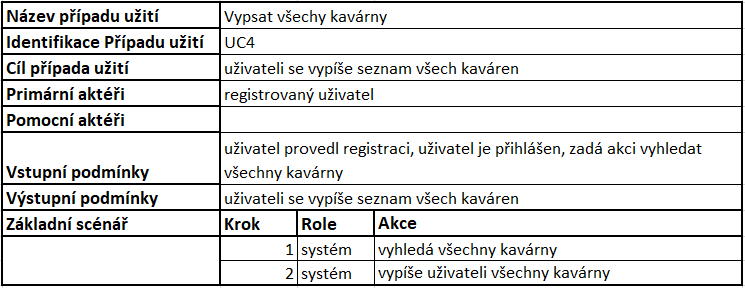 Název případu užití Vypsat všechy kavárny
Identifikace Případu užití UC4
Cíl případa užití uživateli se vypíše seznam všech kaváren
Primární aktéři registrovaný uživatel
Pomocní aktéři
uživatel provedl registraci, uživatel je přihlášen, zadá akci vyhledat
Vstupní podmínky všechny kavárny
Výstupní podmínky uživateli se vypíše seznam všech kaváren
Základní scénář Krok Role Akce
1 systém vyhledá všechny kavárny
2 systém vypíše uživateli všechny kavárny